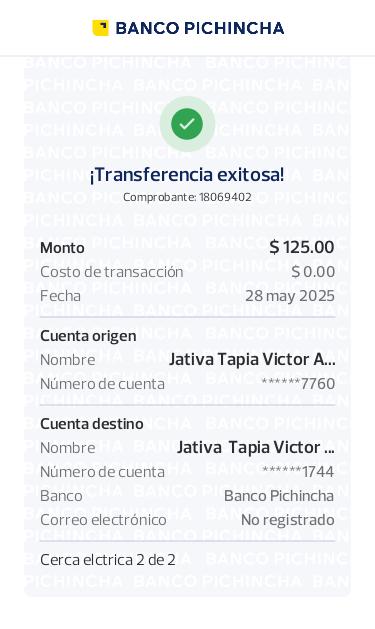 BANCO PICHINCHA
¡Transferencia exitosa!
Comprobante: 18069402
Monto $ 125.00
Costo de transacción $ 0.00
Fecha 28 may 2025
Cuenta origen
Nombre Jativa Tapia Victor A...
Número de cuenta ******7760
Cuenta destino
Nombre Jativa Tapia Victor ...
Número de cuenta ******1744
Banco Banco Pichincha
Correo electrónico No registrado
Cerca elctrica 2 de 2